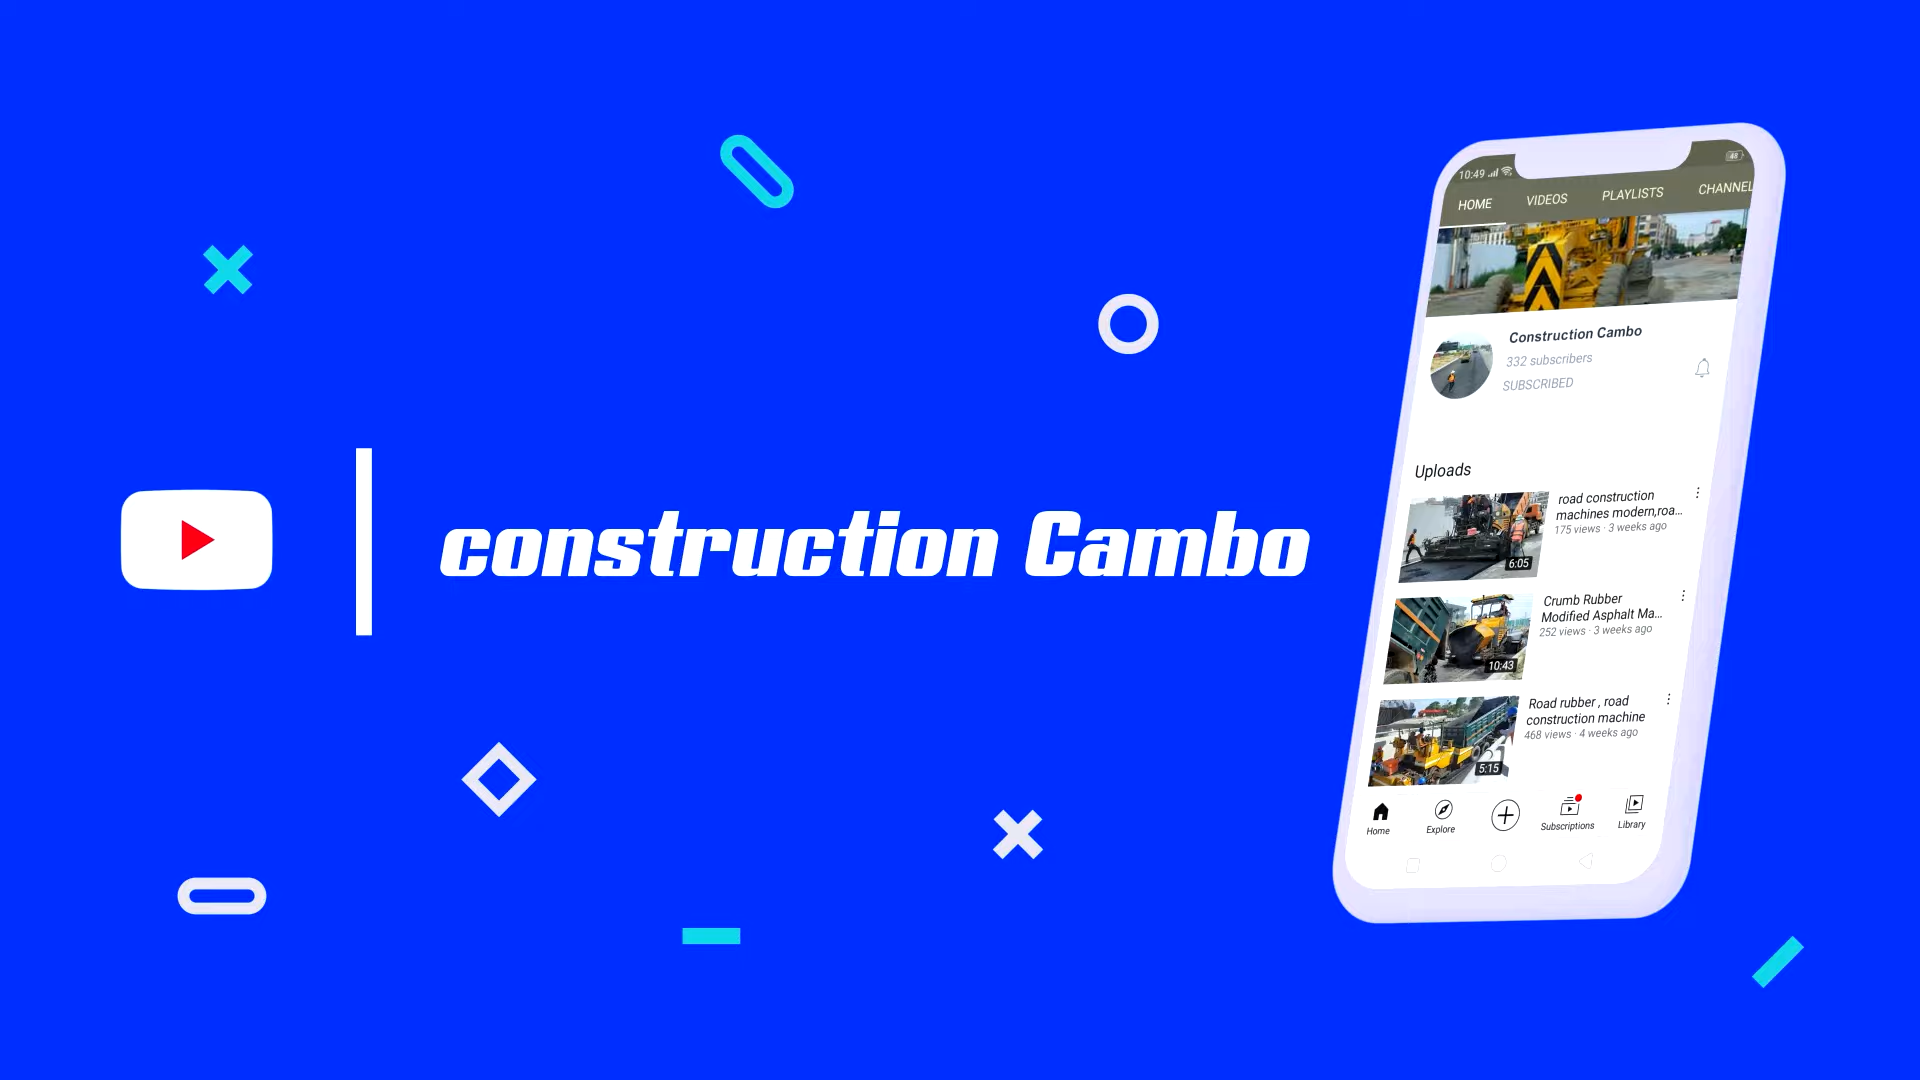 construction Cambo
10:49
48
HOME VIDEOS PLAYLISTS CHANNEL
Construction Cambo
332 subscribers
SUBSCRIBED
Uploads
road construction
machines modern,roa...
175 views · 3 weeks ago
6:05
Crumb Rubber
Modified Asphalt Ma...
252 views · 3 weeks ago
10:43
Road rubber , road
construction machine
468 views · 4 weeks ago
5:15
Home Explore Subscriptions Library